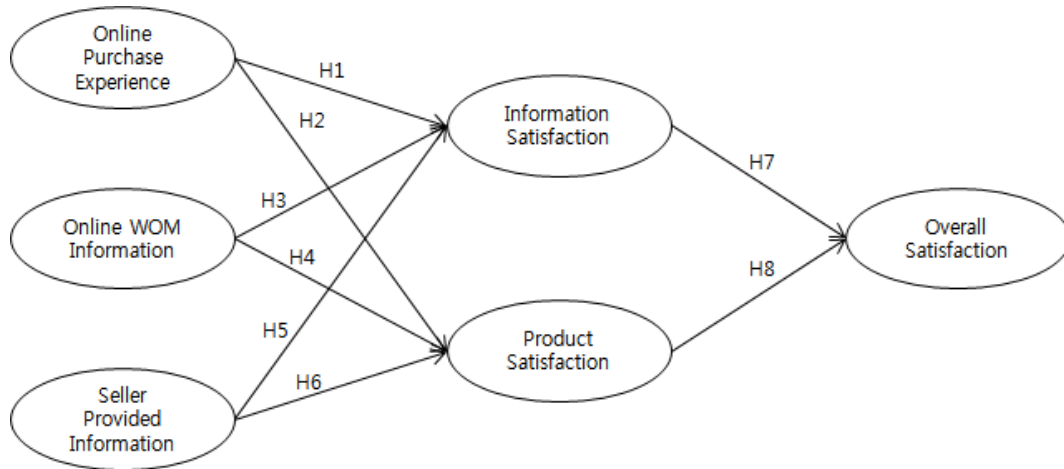 Online
Purchase
Experience
H1
H2
Information
Satisfaction
H7
Online WOM
Information
H3
H4
Overall
Satisfaction
H8
H5
Product
Satisfaction
H6
Seller
Provided
Information